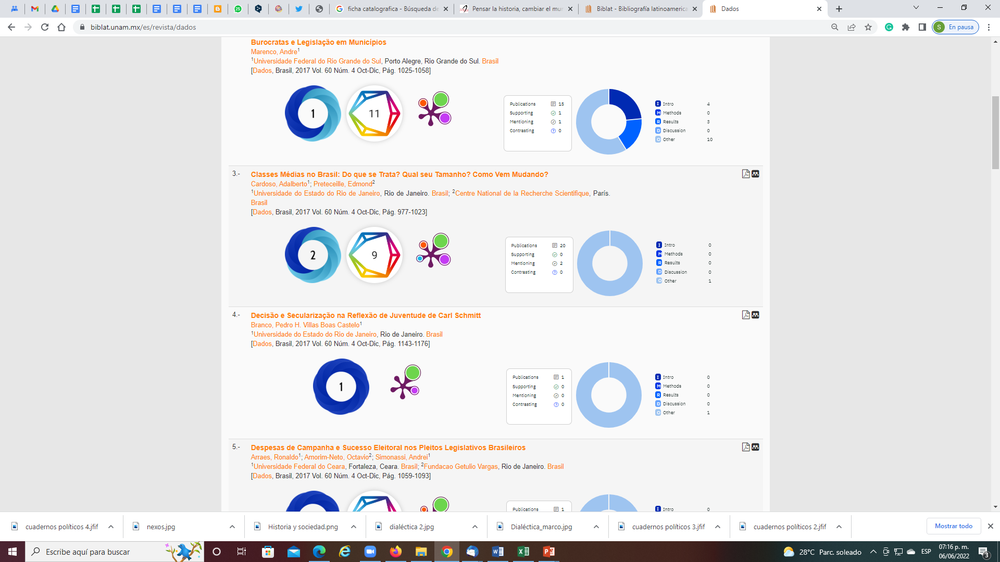 25
ficha catalografica - Búsqueda de
Pensar la historia, cambiar el mun
Biblat - Bibliografía latinoamerica
Dados
biblat.unam.mx/es/revista/dados
S En pausa
Burocratas e Legislação em Municípios
Marenco, Andre1
1Universidade Federal do Rio Grande do Sul, Porto Alegre, Rio Grande do Sul. Brasil
[Dados, Brasil, 2017 Vol. 60 Núm. 4 Oct-Dic, Pág. 1025-1058]
1
11
Publications 15
Supporting 1
Mentioning 1
Contrasting 0
I Intro 4
M Methods 0
R Results 3
D Discussion 0
O Other 10
3.- Classes Médias no Brasil: Do que se Trata? Qual seu Tamanho? Como Vem Mudando?
Cardoso, Adalberto1; Preteceille, Edmond2
1Universidade do Estado do Rio de Janeiro, Rio de Janeiro. Brasil; 2Centre National de la Recherche Scientifique, París.
Brasil
[Dados, Brasil, 2017 Vol. 60 Núm. 4 Oct-Dic, Pág. 977-1023]
2
9
Publications 20
Supporting 0
Mentioning 2
Contrasting 0
I Intro 0
M Methods 0
R Results 0
D Discussion 0
O Other 1
4.- Decisão e Secularização na Reflexão de Juventude de Carl Schmitt
Branco, Pedro H. Villas Boas Castelo1
1Universidade do Estado do Rio de Janeiro, Rio de Janeiro. Brasil
[Dados, Brasil, 2017 Vol. 60 Núm. 4 Oct-Dic, Pág. 1143-1176]
1
Publications 1
Supporting 0
Mentioning 0
Contrasting 0
I Intro 0
M Methods 0
R Results 0
D Discussion 0
O Other 1
5.- Despesas de Campanha e Sucesso Eleitoral nos Pleitos Legislativos Brasileiros
Arraes, Ronaldo1; Amorim-Neto, Octavio2; Simonassi, Andrei1
1Universidade Federal do Ceara, Fortaleza, Ceara. Brasil; 2Fundacao Getulio Vargas, Rio de Janeiro. Brasil
[Dados, Brasil, 2017 Vol. 60 Núm. 4 Oct-Dic, Pág. 1059-1093]
Publications 1
I Intro 0
cuadernos políticos 4.jfif
nexos.jpg
Historia y sociedad.png
dialéctica 2.jpg
Dialéctica_marco.jpg
cuadernos políticos 3.jfif
cuadernos políticos 2.jfif
Mostrar todo
Escribe aquí para buscar
28°C Parc. soleado
ESP
07:16 p. m.
06/06/2022
3